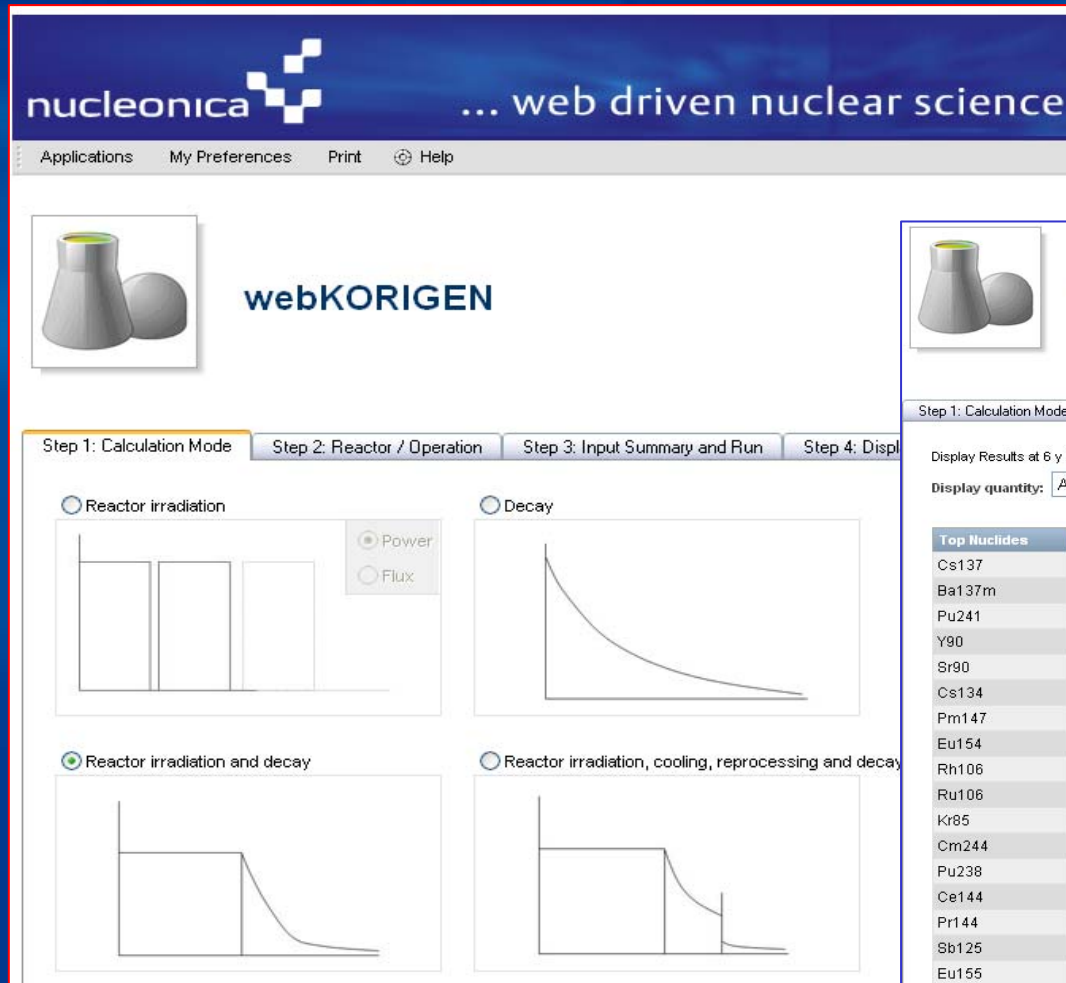 nucleonica
... web driven nuclear science
Applications My Preferences Print Help
webKORIGEN
Step 1: Calculation Mode Step 2: Reactor / Operation Step 3: Input Summary and Run Step 4: Displ
Reactor irradiation
Power
Flux
Decay
Reactor irradiation and decay
Reactor irradiation, cooling, reprocessing and decay
Step 1: Calculation Mode
Display Results at 6 y
Display quantity: A
Top Nuclides
Cs137
Ba137m
Pu241
Y90
Sr90
Cs134
Pm147
Eu154
Rh106
Ru106
Kr85
Cm244
Pu238
Ce144
Pr144
Sb125
Eu155